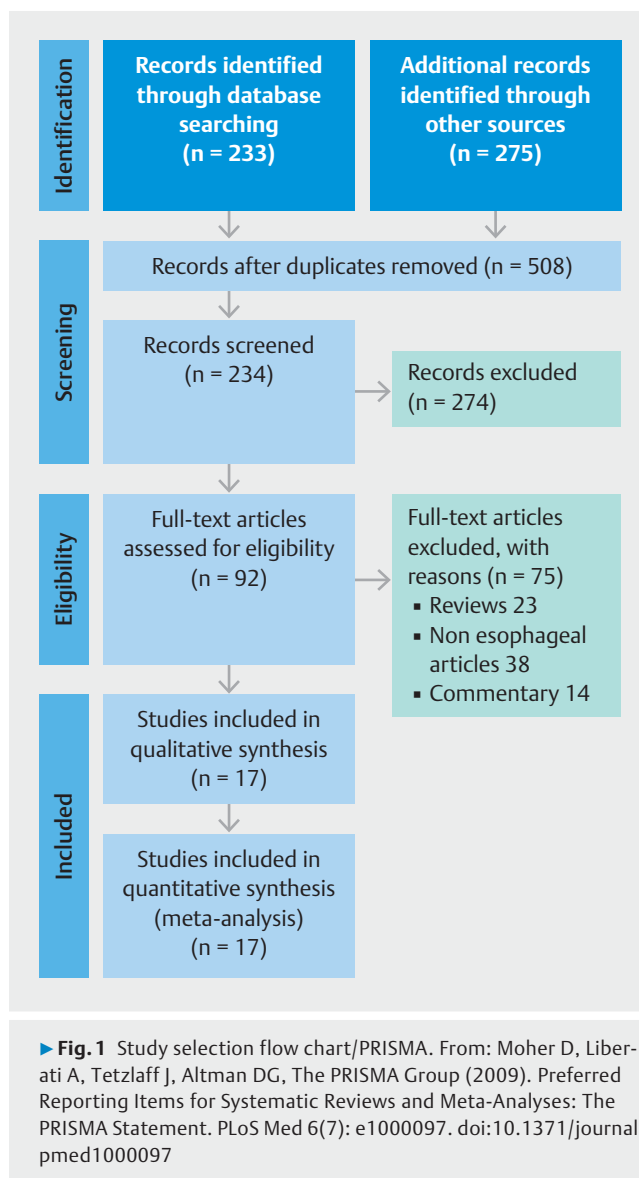 Identification
Records identified
through database
searching
(n = 233)
Additional records
identified through
other sources
(n = 275)
Screening
Records after duplicates removed (n = 508)
Records screened
(n = 234)
Records excluded
(n = 274)
Eligibility
Full-text articles
assessed for eligibility
(n = 92)
Full-text articles
excluded, with
reasons (n = 75)
▪ Reviews 23
▪ Non esophageal
articles 38
▪ Commentary 14
Included
Studies included in
qualitative synthesis
(n = 17)
Studies included in
quantitative synthesis
(meta-analysis)
(n = 17)
▶ Fig. 1 Study selection flow chart/PRISMA. From: Moher D, Liber-
ati A, Tetzlaff J, Altman DG, The PRISMA Group (2009). Preferred
Reporting Items for Systematic Reviews and Meta-Analyses: The
PRISMA Statement. PLoS Med 6(7): e1000097. doi:10.1371/journal
pmed1000097